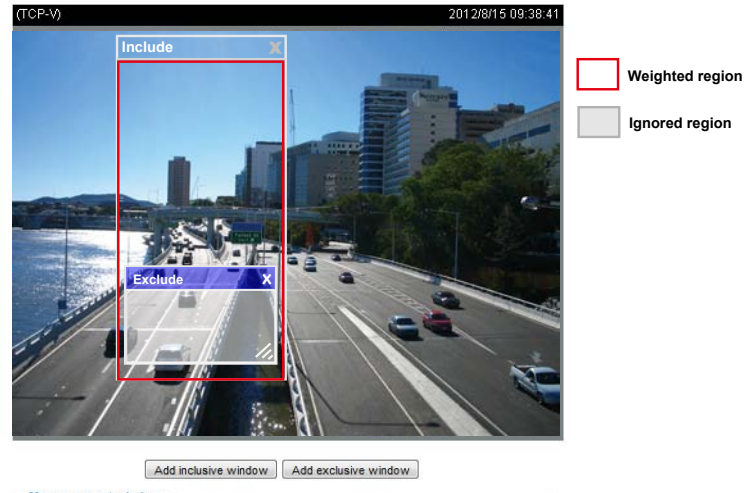 (TCP-V) 2012/8/15 09:38:41
Include X
Weighted region
Ignored region
Exclude X
Add inclusive window Add exclusive window